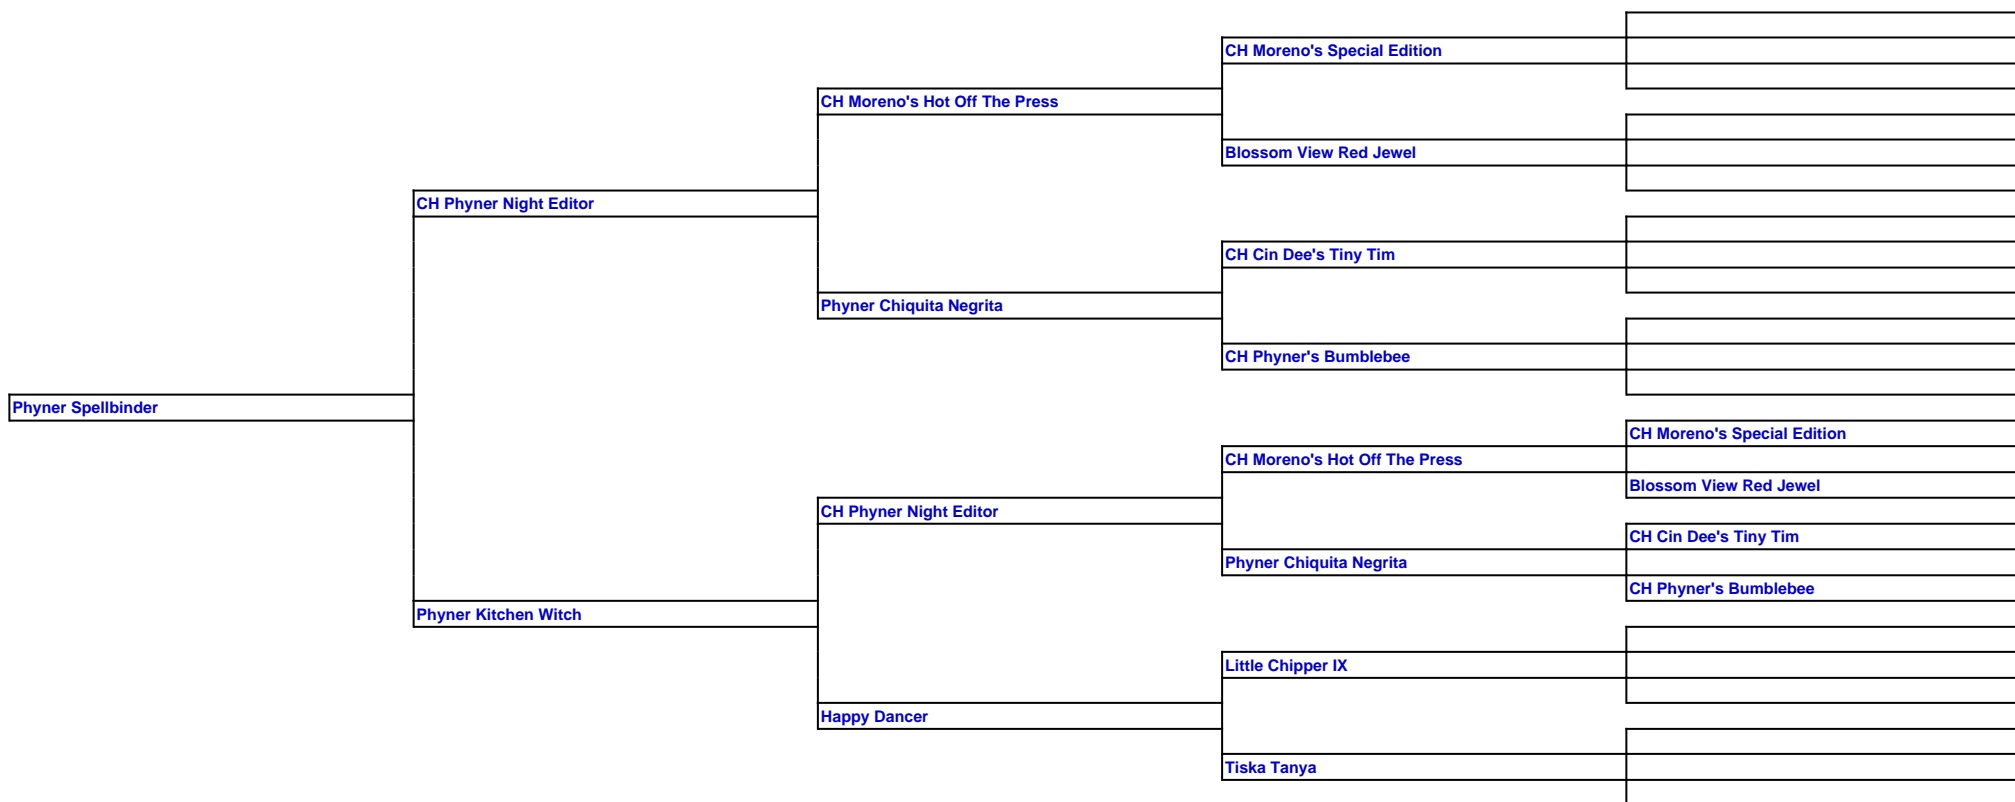 CH Moreno's Special Edition
CH Moreno's Hot Off The Press
Blossom View Red Jewel
CH Phyner Night Editor
CH Cin Dee's Tiny Tim
Phyner Chiquita Negrita
CH Phyner's Bumblebee
Phyner Spellbinder
CH Moreno's Special Edition
CH Moreno's Hot Off The Press
Blossom View Red Jewel
CH Phyner Night Editor
CH Cin Dee's Tiny Tim
Phyner Chiquita Negrita
CH Phyner's Bumblebee
Phyner Kitchen Witch
Little Chipper IX
Happy Dancer
Tiska Tanya